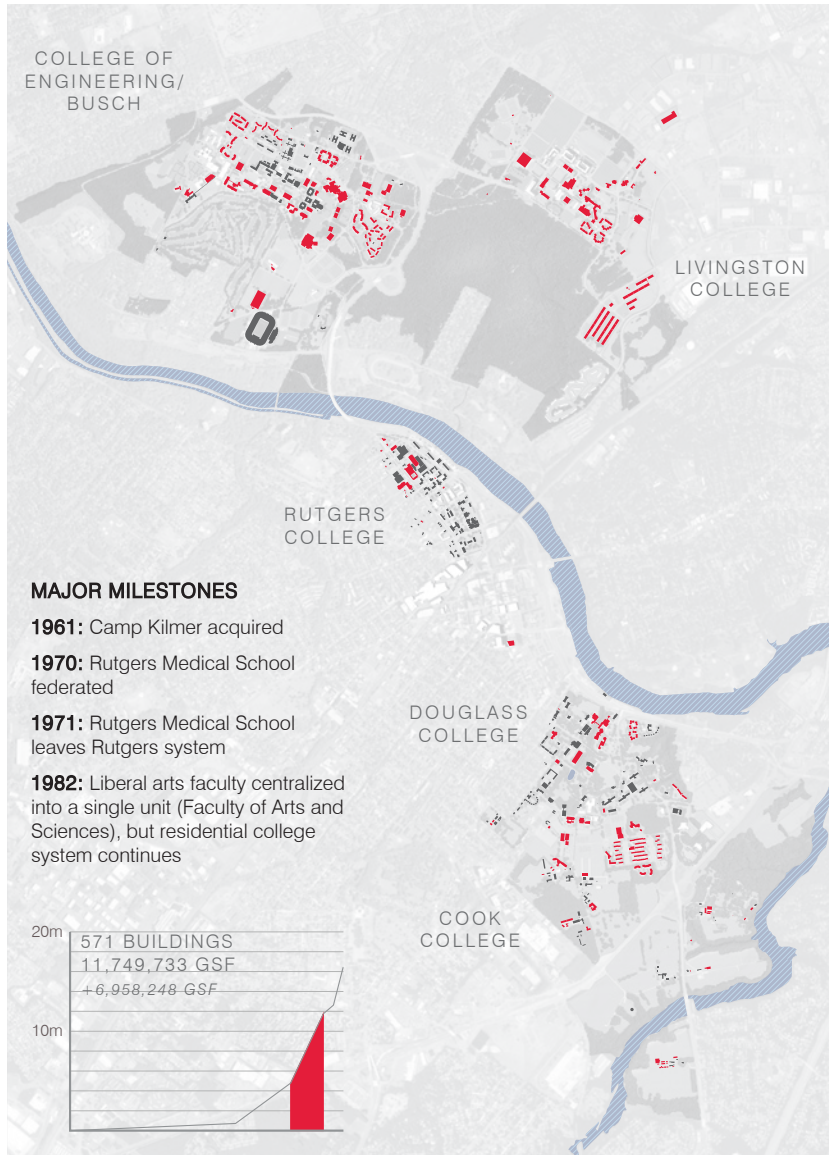 COLLEGE OF
ENGINEERING/
BUSCH
LIVINGSTON
COLLEGE
RUTGERS
COLLEGE
MAJOR MILESTONES
1961: Camp Kilmer acquired
1970: Rutgers Medical School
federated
1971: Rutgers Medical School
leaves Rutgers system
1982: Liberal arts faculty centralized
into a single unit (Faculty of Arts and
Sciences), but residential college
system continues
DOUGLASS
COLLEGE
COOK
COLLEGE
20m
571 BUILDINGS
11,749,733 GSF
+6,958,248 GSF
10m